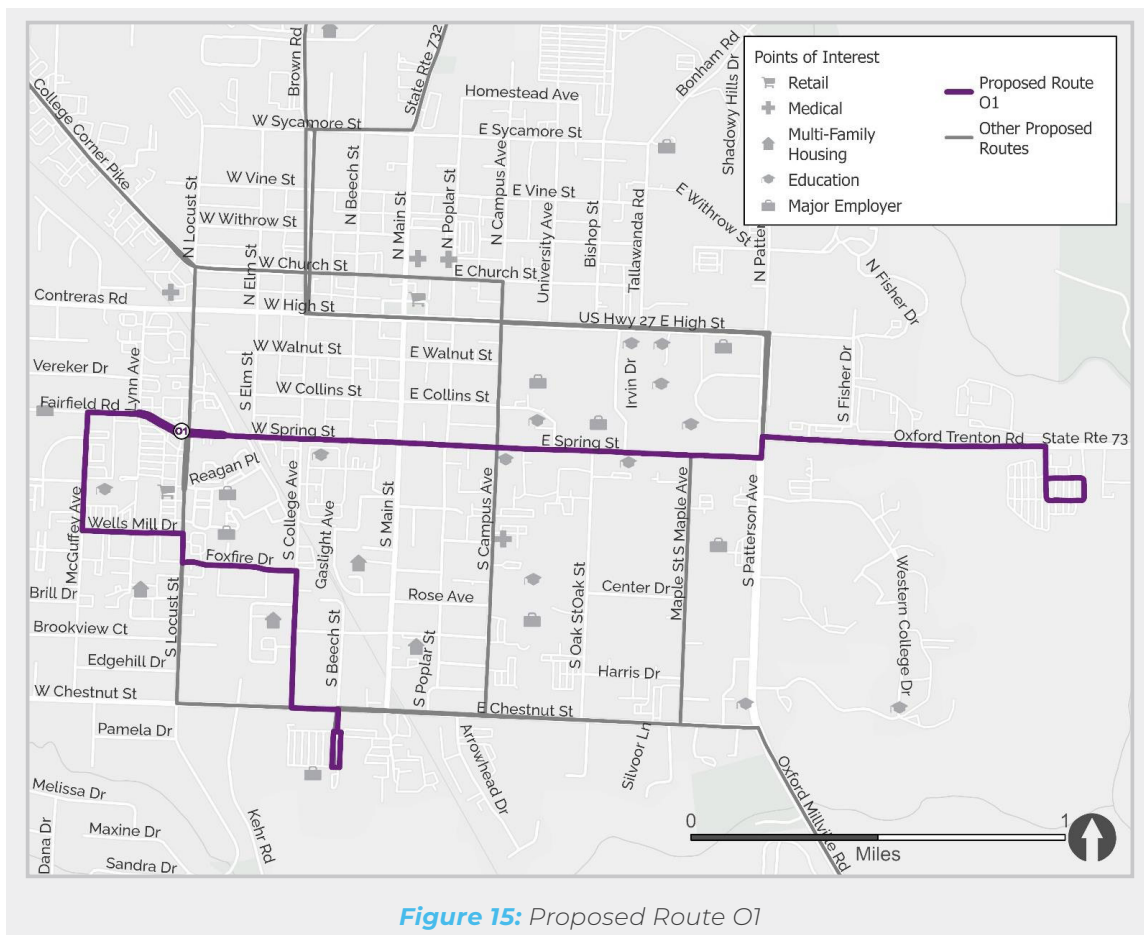 Points of Interest
Retail
Medical
Multi-Family
Housing
Education
Major Employer
Proposed Route
O1
Other Proposed
Routes
College Corner Pike
Brown Rd
State Rte 732
Bonham Rd
Shadowy Hills Dr
Homestead Ave
W Sycamore St
E Sycamore St
N Locust St
W Vine St
N Beech St
N Main St
N Poplar St
N Campus Ave
E Vine St
University Ave
Bishop St
Tallawanda Rd
E Withrow St
N Patter
W Withrow St
N Elm St
W Church St
E Church St
N Fisher Dr
Contreras Rd
W High St
US Hwy 27 E High St
Vereker Dr
Lynn Ave
S Elm St
W Walnut St
E Walnut St
Irvin Dr
S Fisher Dr
W Collins St
E Collins St
Fairfield Rd
O1
W Spring St
E Spring St
Oxford Trenton Rd
State Rte 73
Reagan Pl
McGuffey Ave
Wells Mill Dr
S College Ave
Gaslight Ave
S Main St
S Campus Ave
Maple St S Maple Ave
S Patterson Ave
Foxfire Dr
Western College Dr
Brill Dr
Rose Ave
Center Dr
S Oak St Oak St
Brookview Ct
S Locust St
S Beech St
S Poplar St
Edgehill Dr
Harris Dr
W Chestnut St
E Chestnut St
Pamela Dr
Arrowhead Dr
Silvoor Ln
Oxford Millville Rd
Melissa Dr
Kehr Rd
Maxine Dr
Dana Dr
Sandra Dr
0
1
Miles
Figure 15: Proposed Route O1